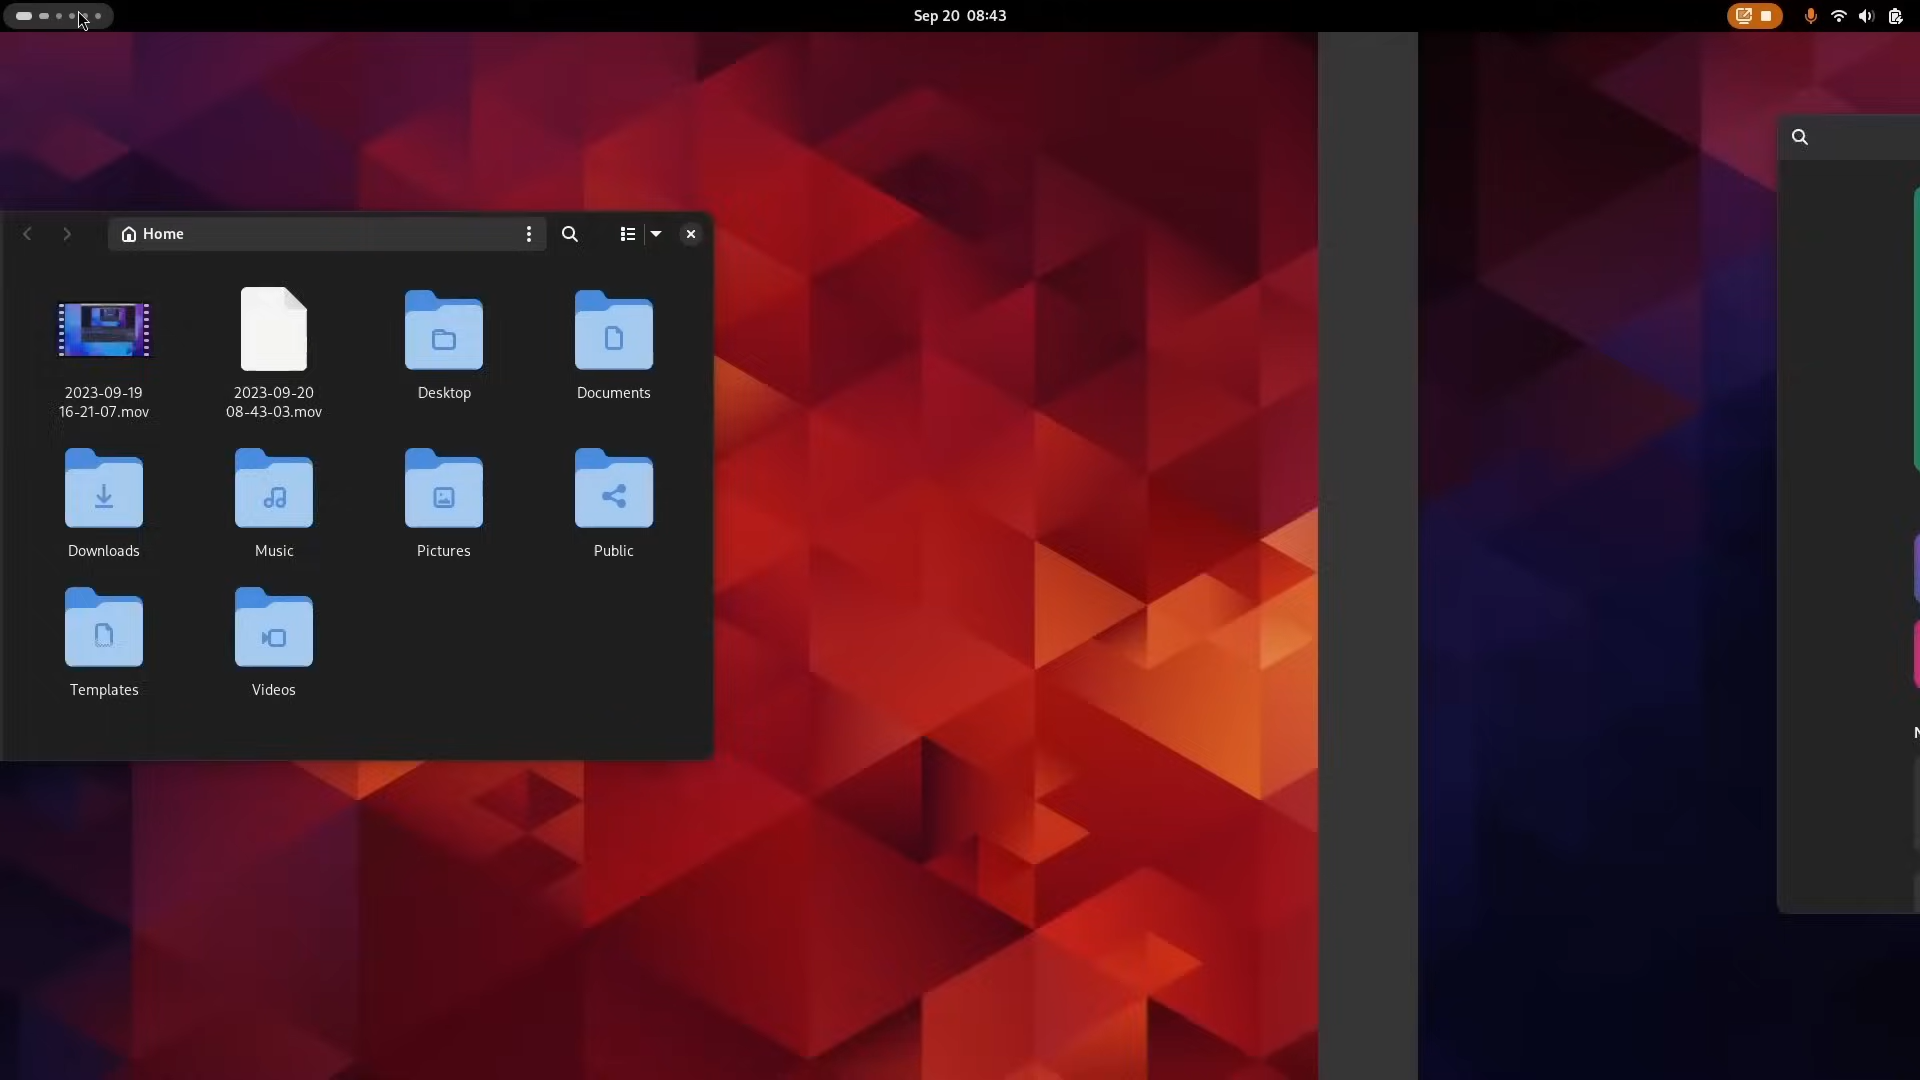 Sep 20 08:43
Home
2023-09-19
16-21-07.mov
2023-09-20
08-43-03.mov
Desktop
Documents
Downloads
Music
Pictures
Public
Templates
Videos